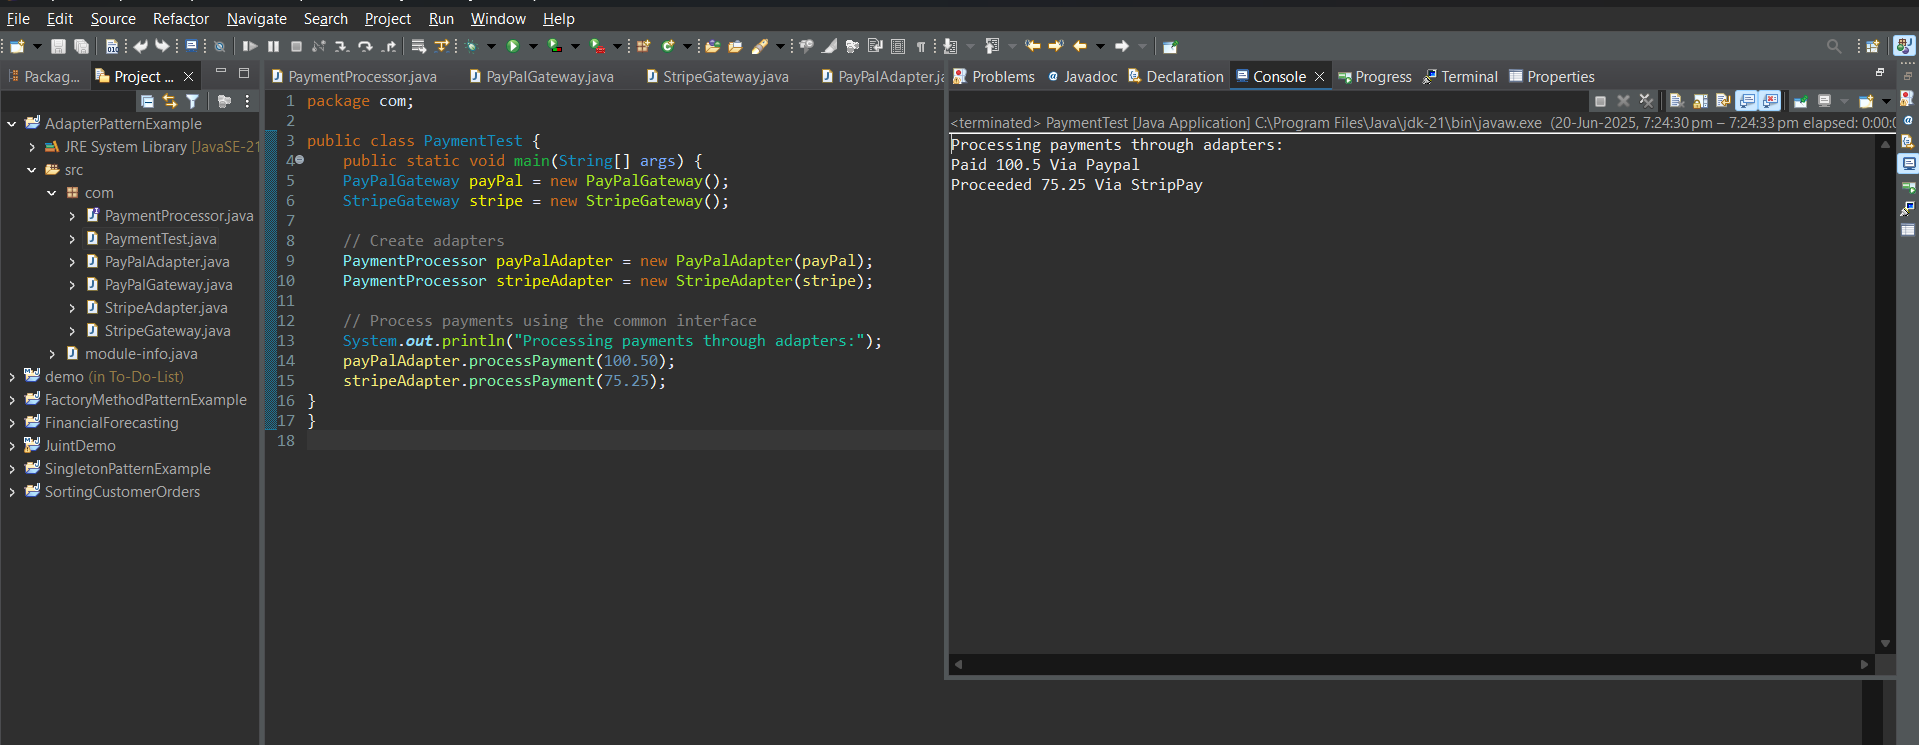 File Edit Source Refactor Navigate Search Project Run Window Help
Packag... Project ...
AdapterPatternExample
JRE System Library [JavaSE-21
src
com
PaymentProcessor.java
PaymentTest.java
PayPalAdapter.java
PayPalGateway.java
StripeAdapter.java
StripeGateway.java
module-info.java
demo (in To-Do-List)
FactoryMethodPatternExample
FinancialForecasting
JuintDemo
SingletonPatternExample
SortingCustomerOrders
PaymentProcessor.java PayPalGateway.java StripeGateway.java PayPalAdapter.ja
1 package com;
2
3 public class PaymentTest {
4 public static void main(String[] args) {
5 PayPalGateway payPal = new PayPalGateway();
6 StripeGateway stripe = new StripeGateway();
7
8 // Create adapters
9 PaymentProcessor payPalAdapter = new PayPalAdapter(payPal);
10 PaymentProcessor stripeAdapter = new StripeAdapter(stripe);
11
12 // Process payments using the common interface
13 System.out.println("Processing payments through adapters:");
14 payPalAdapter.processPayment(100.50);
15 stripeAdapter.processPayment(75.25);
16 }
17 }
18
Problems Javadoc Declaration Console Progress Terminal Properties
<terminated> PaymentTest [Java Application] C:\Program Files\Java\jdk-21\bin\javaw.exe (20-Jun-2025, 7:24:30 pm – 7:24:33 pm elapsed: 0:00:0
Processing payments through adapters:
Paid 100.5 Via Paypal
Proceeded 75.25 Via StripPay